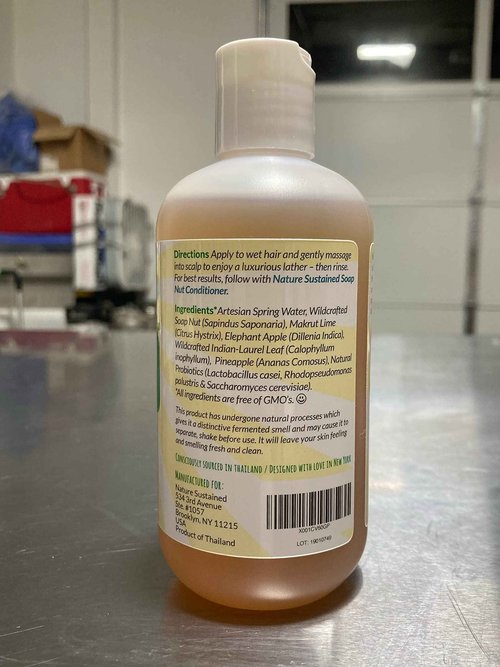 Directions Apply to wet hair and gently massage
into scalp to enjoy a luxurious lather – then rinse.
For best results, follow with Nature Sustained Soap
Nut Conditioner.
Ingredients* Artesian Spring Water, Wildcrafted
Soap Nut (Sapindus Saponaria), Makrut Lime
(Citrus Hystrix), Elephant Apple (Dillenia Indica),
Wildcrafted Indian-Laurel Leaf (Calophyllum
inophyllum), Pineapple (Ananas Comosus), Natural
Probiotics (Lactobacillus casei, Rhodopseudomonas
palustris & Saccharomyces cerevisiae).
*All ingredients are free of GMO's. ☺
This product has undergone natural processes which
gives it a distinctive fermented smell and may cause it to
separate, shake before use. It will leave your skin feeling
and smelling fresh and clean.
Consciously sourced in Thailand / Designed with love in New York
Manufactured for:
Nature Sustained
534 3rd Avenue
Ste. #1057
Brooklyn, NY 11215
USA
Product of Thailand
X001CV60GP
LOT: 19010749